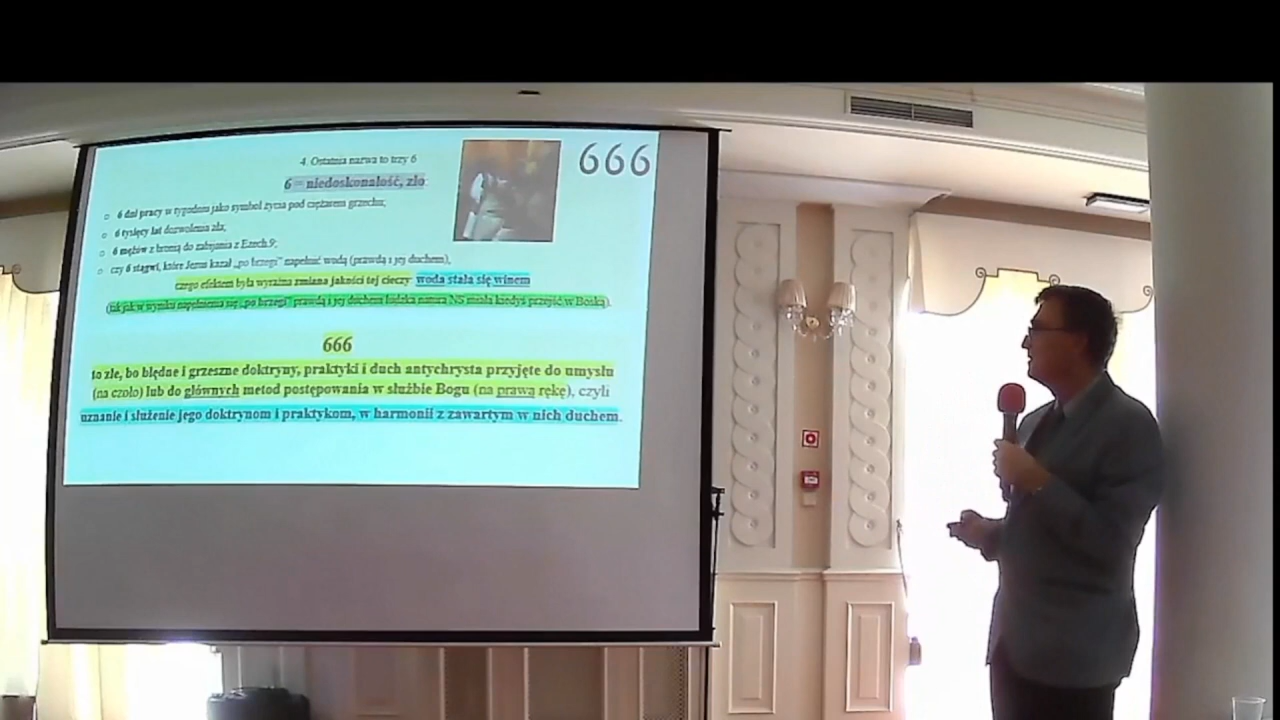 4. Ostatnia nazwa to trzy 6
666
6 = niedoskonałość, zło
6 dni pracy w tygodniu jako symbol życia pod ciężarem grzechu;
6 tysięcy lat dozwolenia zła;
6 mężów z bronią do zabijania z Ezech.9;
czy 6 stągwi, które Jezus kazał „po brzegi” napełnić wodą (prawdą i jej duchem),
czego efektem była wyraźna zmiana jakości tej cieczy woda stała się winem
(tak jak w wyniku napełnienia się „po brzegi” prawdą i jej duchem ludzka natura NS miała kiedyś przejść w Boską).
666
to złe, bo błędne i grzeszne doktryny, praktyki i duch antychrysta przyjęte do umysłu
(na czoło) lub do głównych metod postępowania w służbie Bogu (na prawą rękę), czyli
uznanie i służenie jego doktrynom i praktykom, w harmonii z zawartym w nich duchem.